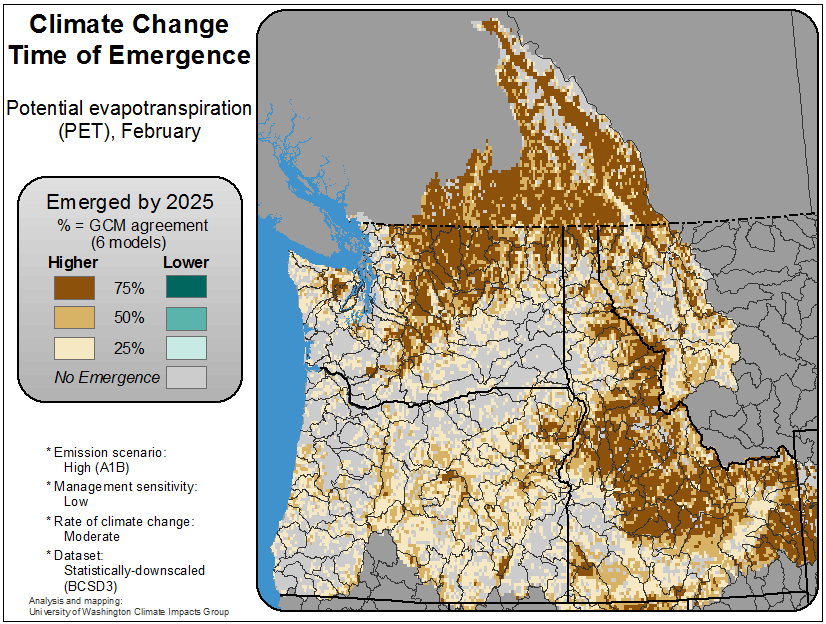 Climate Change
Time of Emergence
Potential evapotranspiration
(PET), February
Emerged by 2025
% = GCM agreement
(6 models)
Higher Lower
75%
50%
25%
No Emergence
* Emission scenario:
High (A1B)
* Management sensitivity:
Low
* Rate of climate change:
Moderate
* Dataset:
Statistically-downscaled
(BCSD3)
Analysis and mapping:
University of Washington Climate Impacts Group